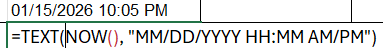 01/15/2026 10:05 PM
=TEXT(NOW(), "MM/DD/YYYY HH:MM AM/PM")